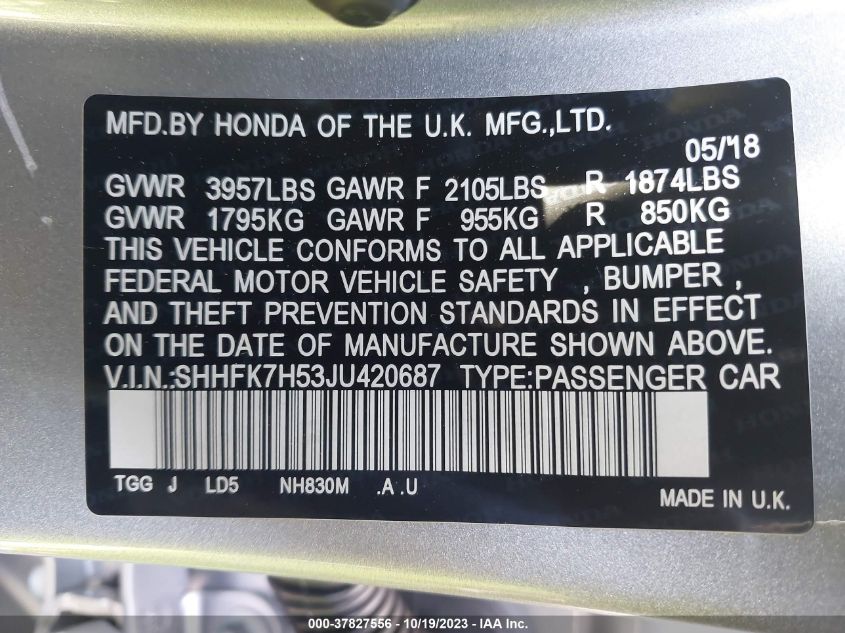 MFD.BY HONDA OF THE U.K. MFG.,LTD.
05/'18
GVWR 3957LBS GAWR F 2105LBS R 1874LBS
GVWR 1795KG GAWR F 955KG R 850KG
THIS VEHICLE CONFORMS TO ALL APPLICABLE
FEDERAL MOTOR VEHICLE SAFETY , BUMPER ,
AND THEFT PREVENTION STANDARDS IN EFFECT
ON THE DATE OF MANUFACTURE SHOWN ABOVE.
V.I.N.:SHHFK7H53JU420687 TYPE:PASSENGER CAR
TGG J LD5 NH830M .A .U
MADE IN U.K.
000-37827556 - 10/19/2023 - IAA Inc.